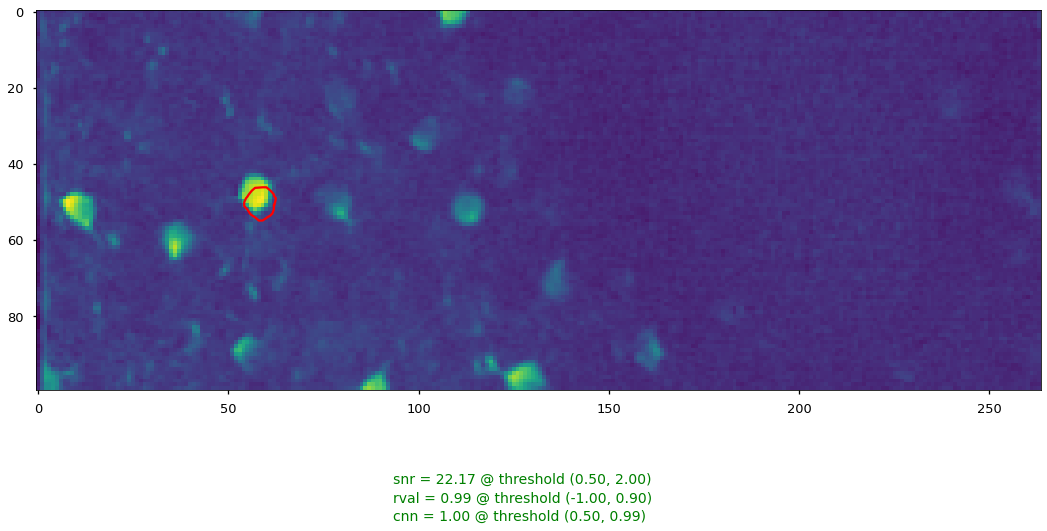 0
20
40
60
80
0 50 100 150 200 250
snr = 22.17 @ threshold (0.50, 2.00)
rval = 0.99 @ threshold (-1.00, 0.90)
cnn = 1.00 @ threshold (0.50, 0.99)